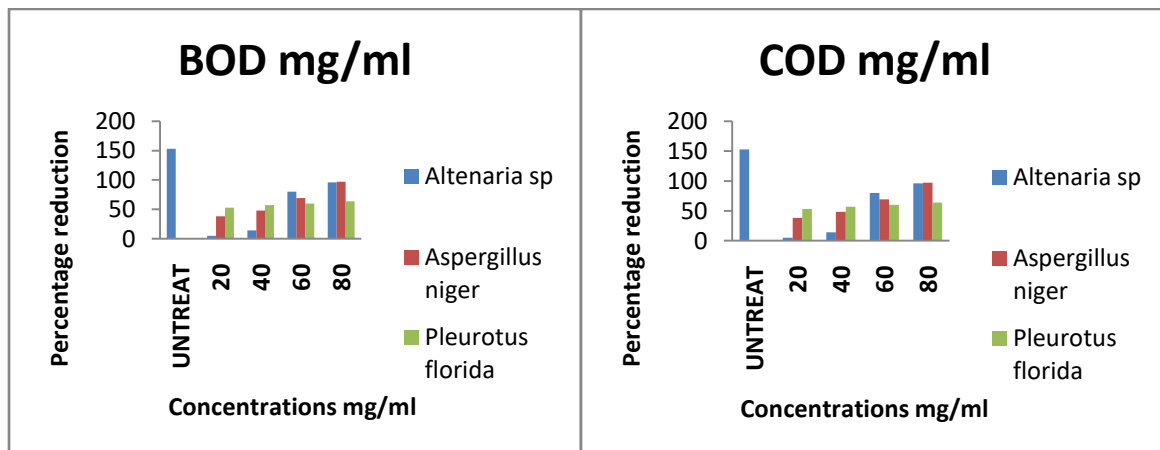 BOD mg/ml
Percentage reduction
200
150
100
50
0
UNTREAT
20
40
60
80
Concentrations mg/ml
Altenaria sp
Aspergillus
niger
Pleurotus
florida
COD mg/ml
Percentage reduction
200
150
100
50
0
UNTREAT
20
40
60
80
Concentrations mg/ml
Altenaria sp
Aspergillus
niger
Pleurotus
florida